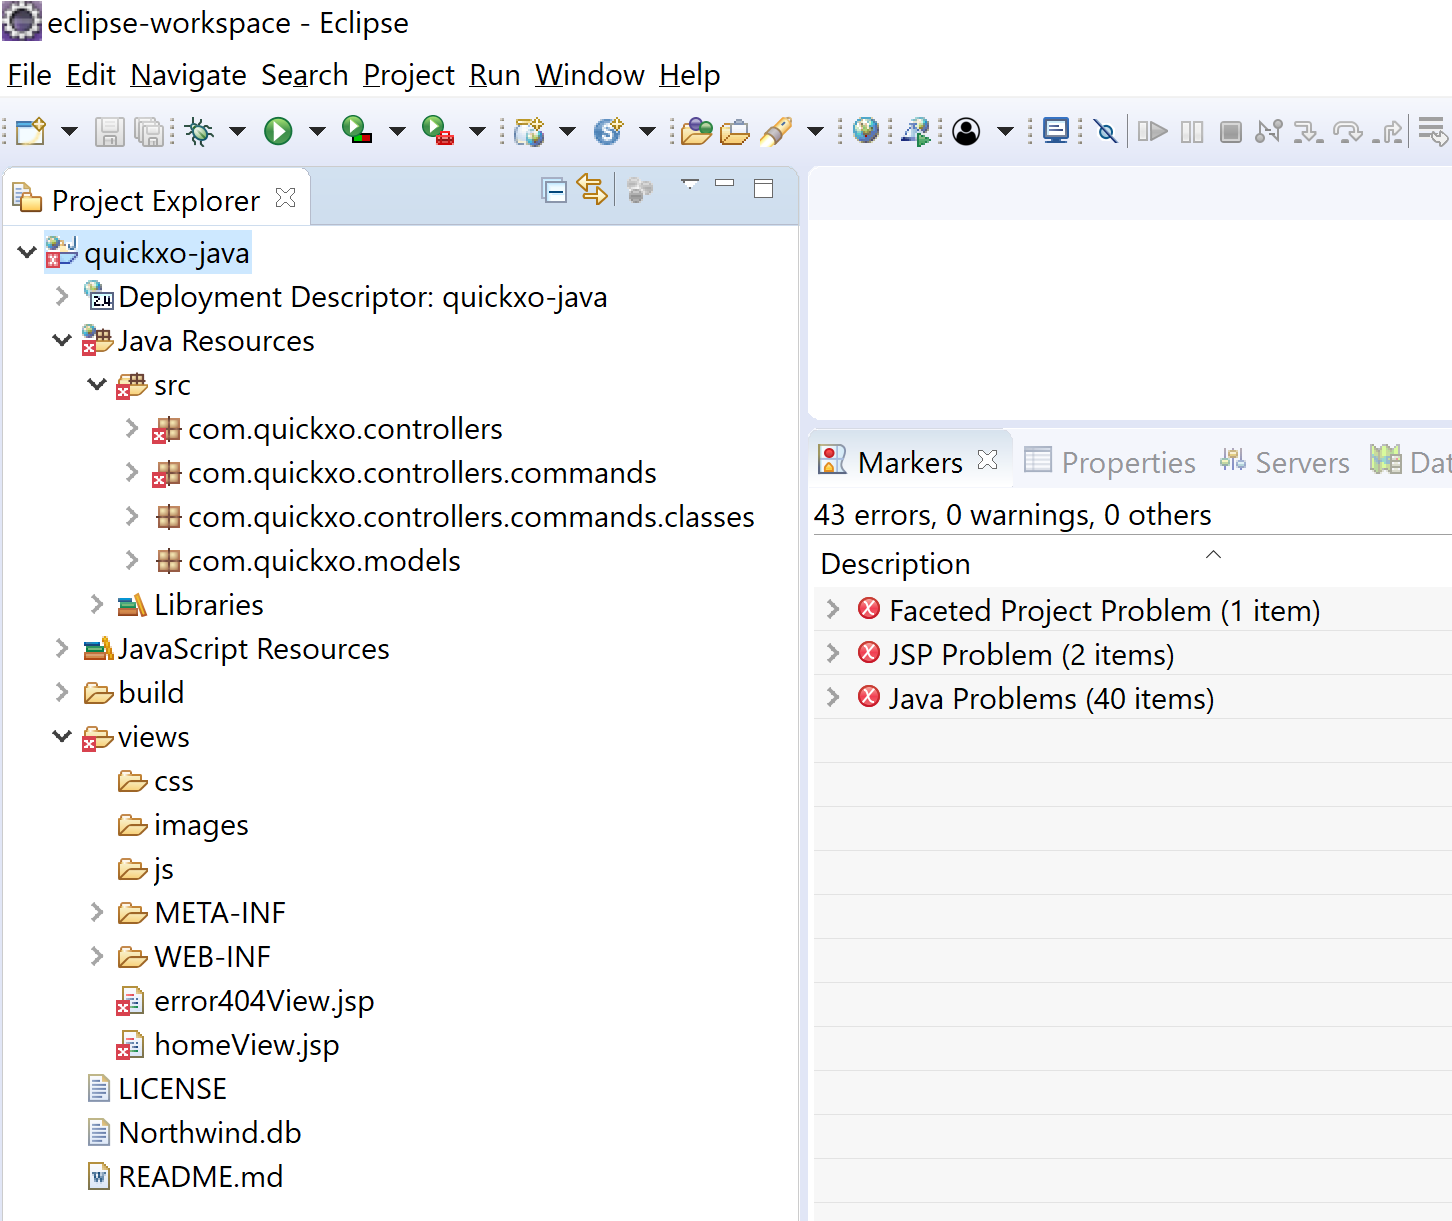 eclipse-workspace - Eclipse
File Edit Navigate Search Project Run Window Help
Project Explorer
quickxo-java
2.4 Deployment Descriptor: quickxo-java
Java Resources
src
com.quickxo.controllers
com.quickxo.controllers.commands
com.quickxo.controllers.commands.classes
com.quickxo.models
Libraries
JavaScript Resources
build
views
css
images
js
META-INF
WEB-INF
error404View.jsp
homeView.jsp
LICENSE
Northwind.db
README.md
Markers Properties Servers Dat
43 errors, 0 warnings, 0 others
Description
Faceted Project Problem (1 item)
JSP Problem (2 items)
Java Problems (40 items)